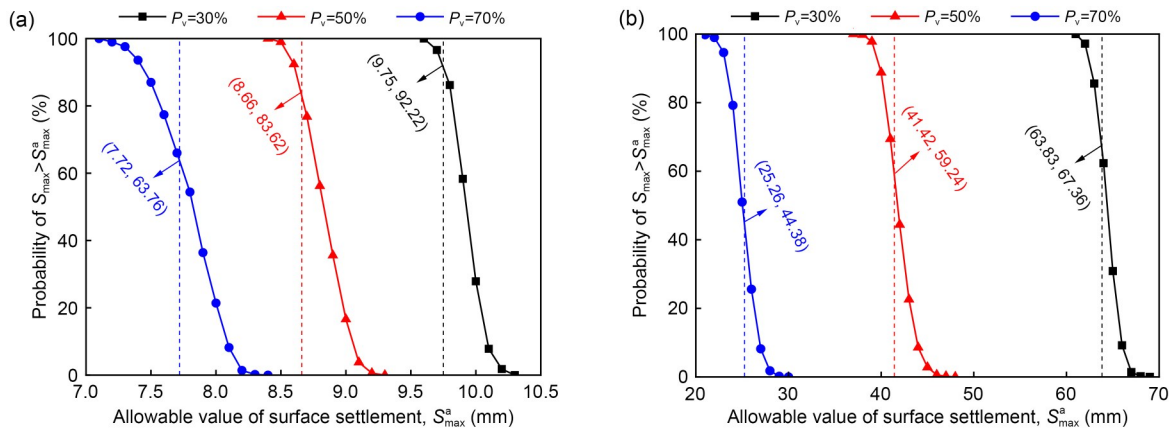 (a)
Pv=30% Pv=50% Pv=70%
Probability of Smax>Sᵃmax (%)
100
80
60
40
20
0
(7.72, 63.76)
(8.66, 83.62)
(9.75, 92.22)
7.0 7.5 8.0 8.5 9.0 9.5 10.0 10.5
Allowable value of surface settlement, Sᵃmax (mm)
(b)
Pv=30% Pv=50% Pv=70%
Probability of Smax>Sᵃmax (%)
100
80
60
40
20
0
(25.26, 44.38)
(41.42, 59.24)
(63.83, 67.36)
20 30 40 50 60 70
Allowable value of surface settlement, Sᵃmax (mm)